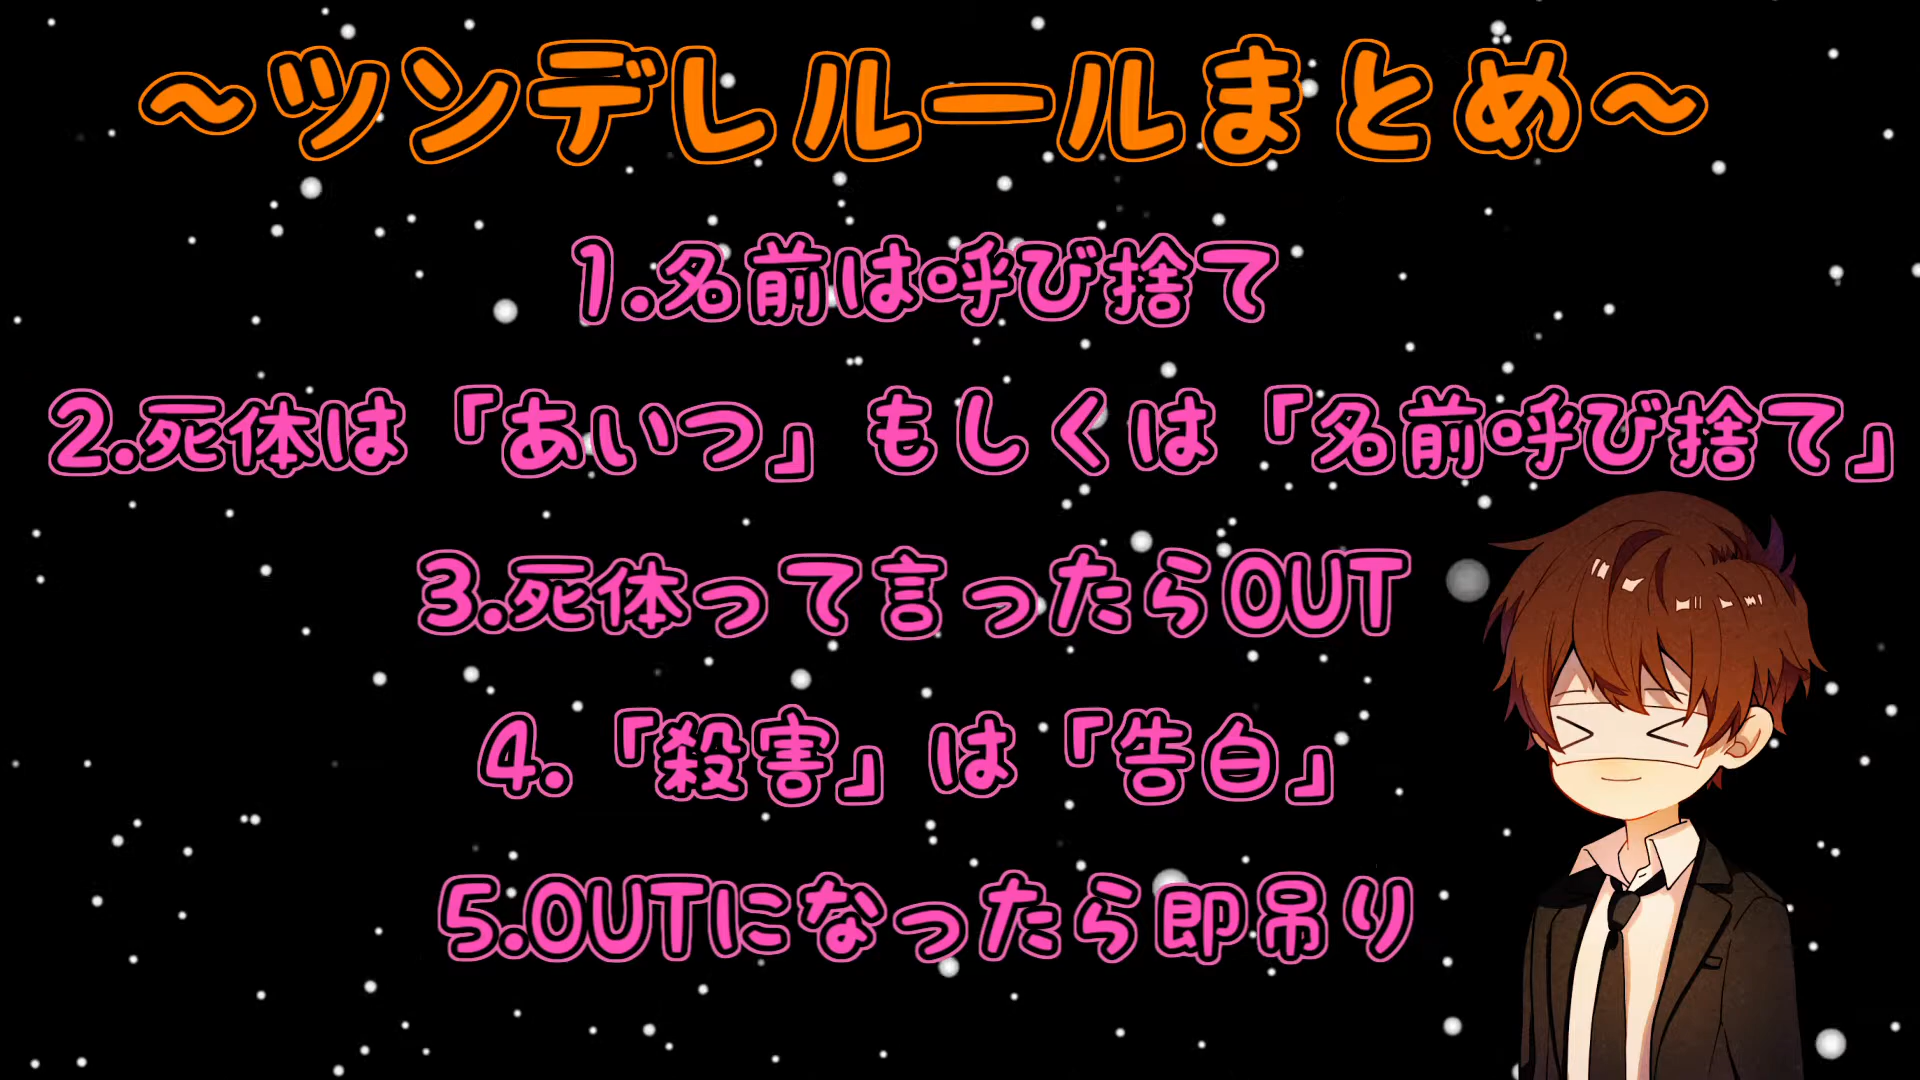 ～ツンデレルールまとめ～
1.名前は呼び捨て
2.死体は「あいつ」もしくは「名前呼び捨て」
3.死体って言ったらOUT
4.「殺害」は「告白」
5.OUTになったら即吊り